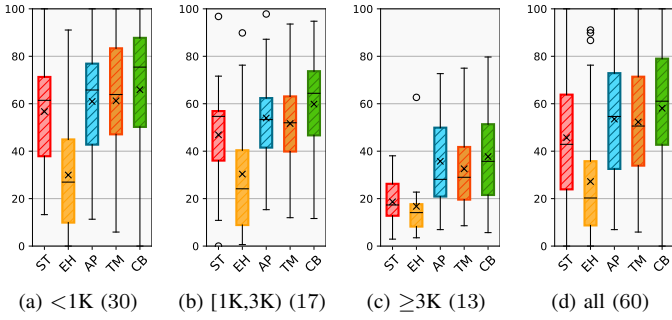 100
80
60
40
20
0
ST
EH
AP
TM
CB
(a) <1K (30)
100
80
60
40
20
0
ST
EH
AP
TM
CB
(b) [1K,3K) (17)
100
80
60
40
20
0
ST
EH
AP
TM
CB
(c) ≥3K (13)
100
80
60
40
20
0
ST
EH
AP
TM
CB
(d) all (60)